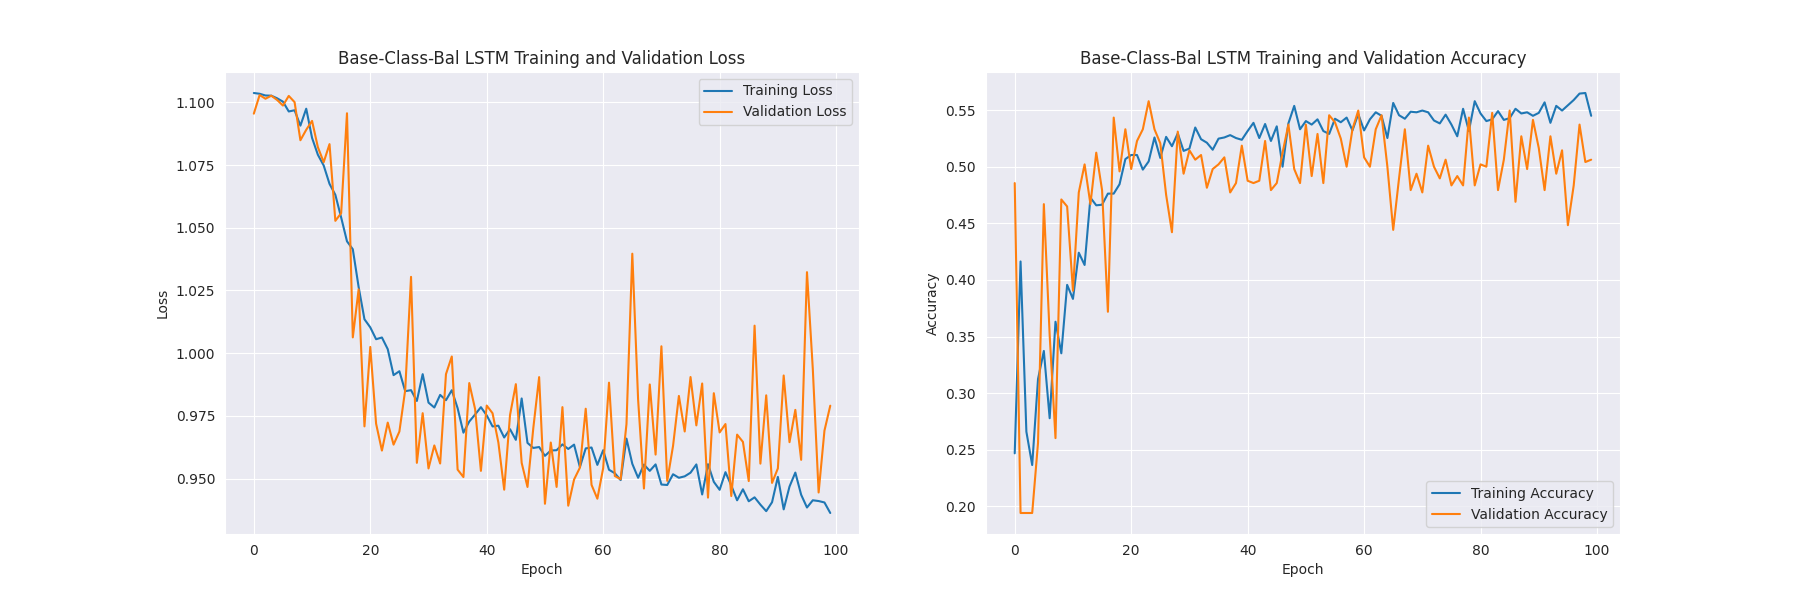 Base-Class-Bal LSTM Training and Validation Loss
Training Loss
Validation Loss
1.100
1.075
1.050
1.025
1.000
0.975
0.950
Loss
0 20 40 60 80 100
Epoch
Base-Class-Bal LSTM Training and Validation Accuracy
0.55
0.50
0.45
0.40
0.35
0.30
0.25
0.20
Accuracy
Training Accuracy
Validation Accuracy
0 20 40 60 80 100
Epoch